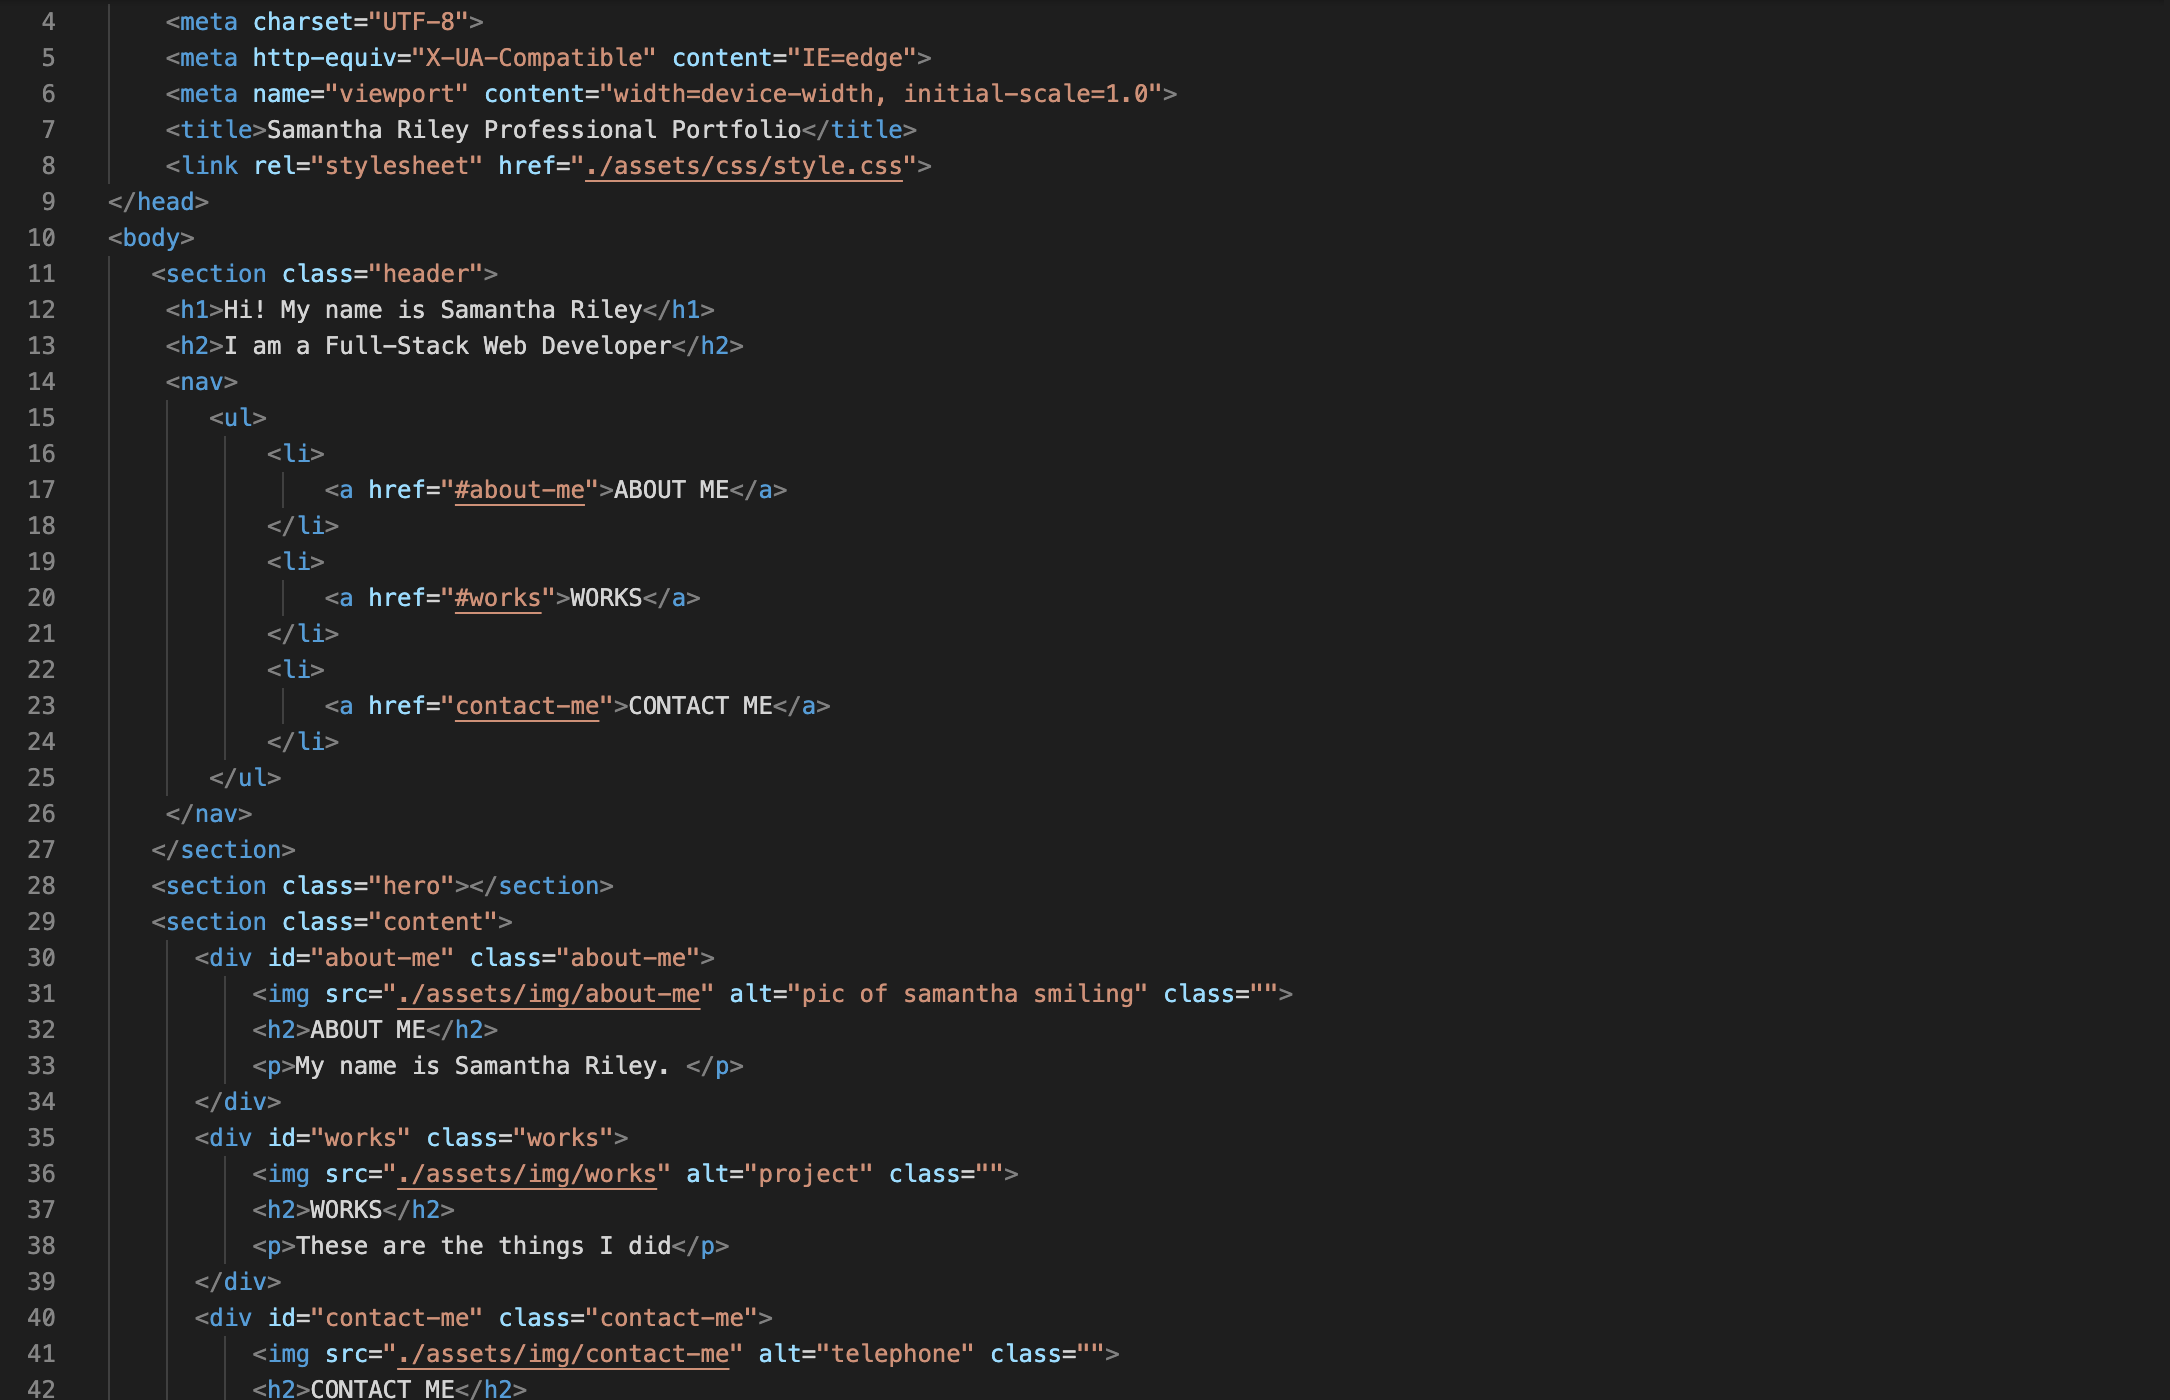 4 <meta charset="UTF-8">
5 <meta http-equiv="X-UA-Compatible" content="IE=edge">
6 <meta name="viewport" content="width=device-width, initial-scale=1.0">
7 <title>Samantha Riley Professional Portfolio</title>
8 <link rel="stylesheet" href="./assets/css/style.css">
9 </head>
10 <body>
11 <section class="header">
12 <h1>Hi! My name is Samantha Riley</h1>
13 <h2>I am a Full-Stack Web Developer</h2>
14 <nav>
15 <ul>
16 <li>
17 <a href="#about-me">ABOUT ME</a>
18 </li>
19 <li>
20 <a href="#works">WORKS</a>
21 </li>
22 <li>
23 <a href="contact-me">CONTACT ME</a>
24 </li>
25 </ul>
26 </nav>
27 </section>
28 <section class="hero"></section>
29 <section class="content">
30 <div id="about-me" class="about-me">
31 <img src="./assets/img/about-me" alt="pic of samantha smiling" class="">
32 <h2>ABOUT ME</h2>
33 <p>My name is Samantha Riley. </p>
34 </div>
35 <div id="works" class="works">
36 <img src="./assets/img/works" alt="project" class="">
37 <h2>WORKS</h2>
38 <p>These are the things I did</p>
39 </div>
40 <div id="contact-me" class="contact-me">
41 <img src="./assets/img/contact-me" alt="telephone" class="">
42 <h2>CONTACT ME</h2>